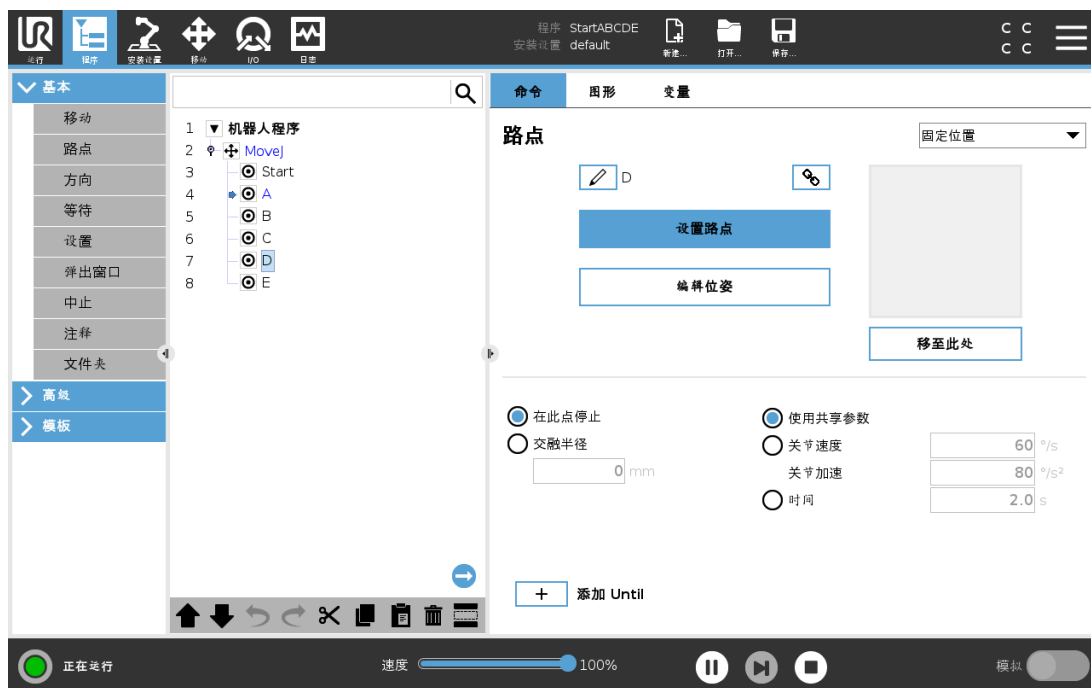 程序 StartABCDE
安装设置 default
C C
C C
运行 程序 安装设置 移动 I/O 日志 新建... 打开... 保存...
基本
移动
路点
方向
等待
设置
弹出窗口
中止
注释
文件夹
高级
模板
1 机器人程序
2 MoveJ
3 Start
4 A
5 B
6 C
7 D
8 E
命令 图形 变量
路点
固定位置
D
设置路点
编辑位姿
移至此处
在此点停止
交融半径
0 mm
使用共享参数
关节速度 60 °/s
关节加速 80 °/s²
时间 2.0 s
+ 添加 Until
正在运行
速度 100%
模拟